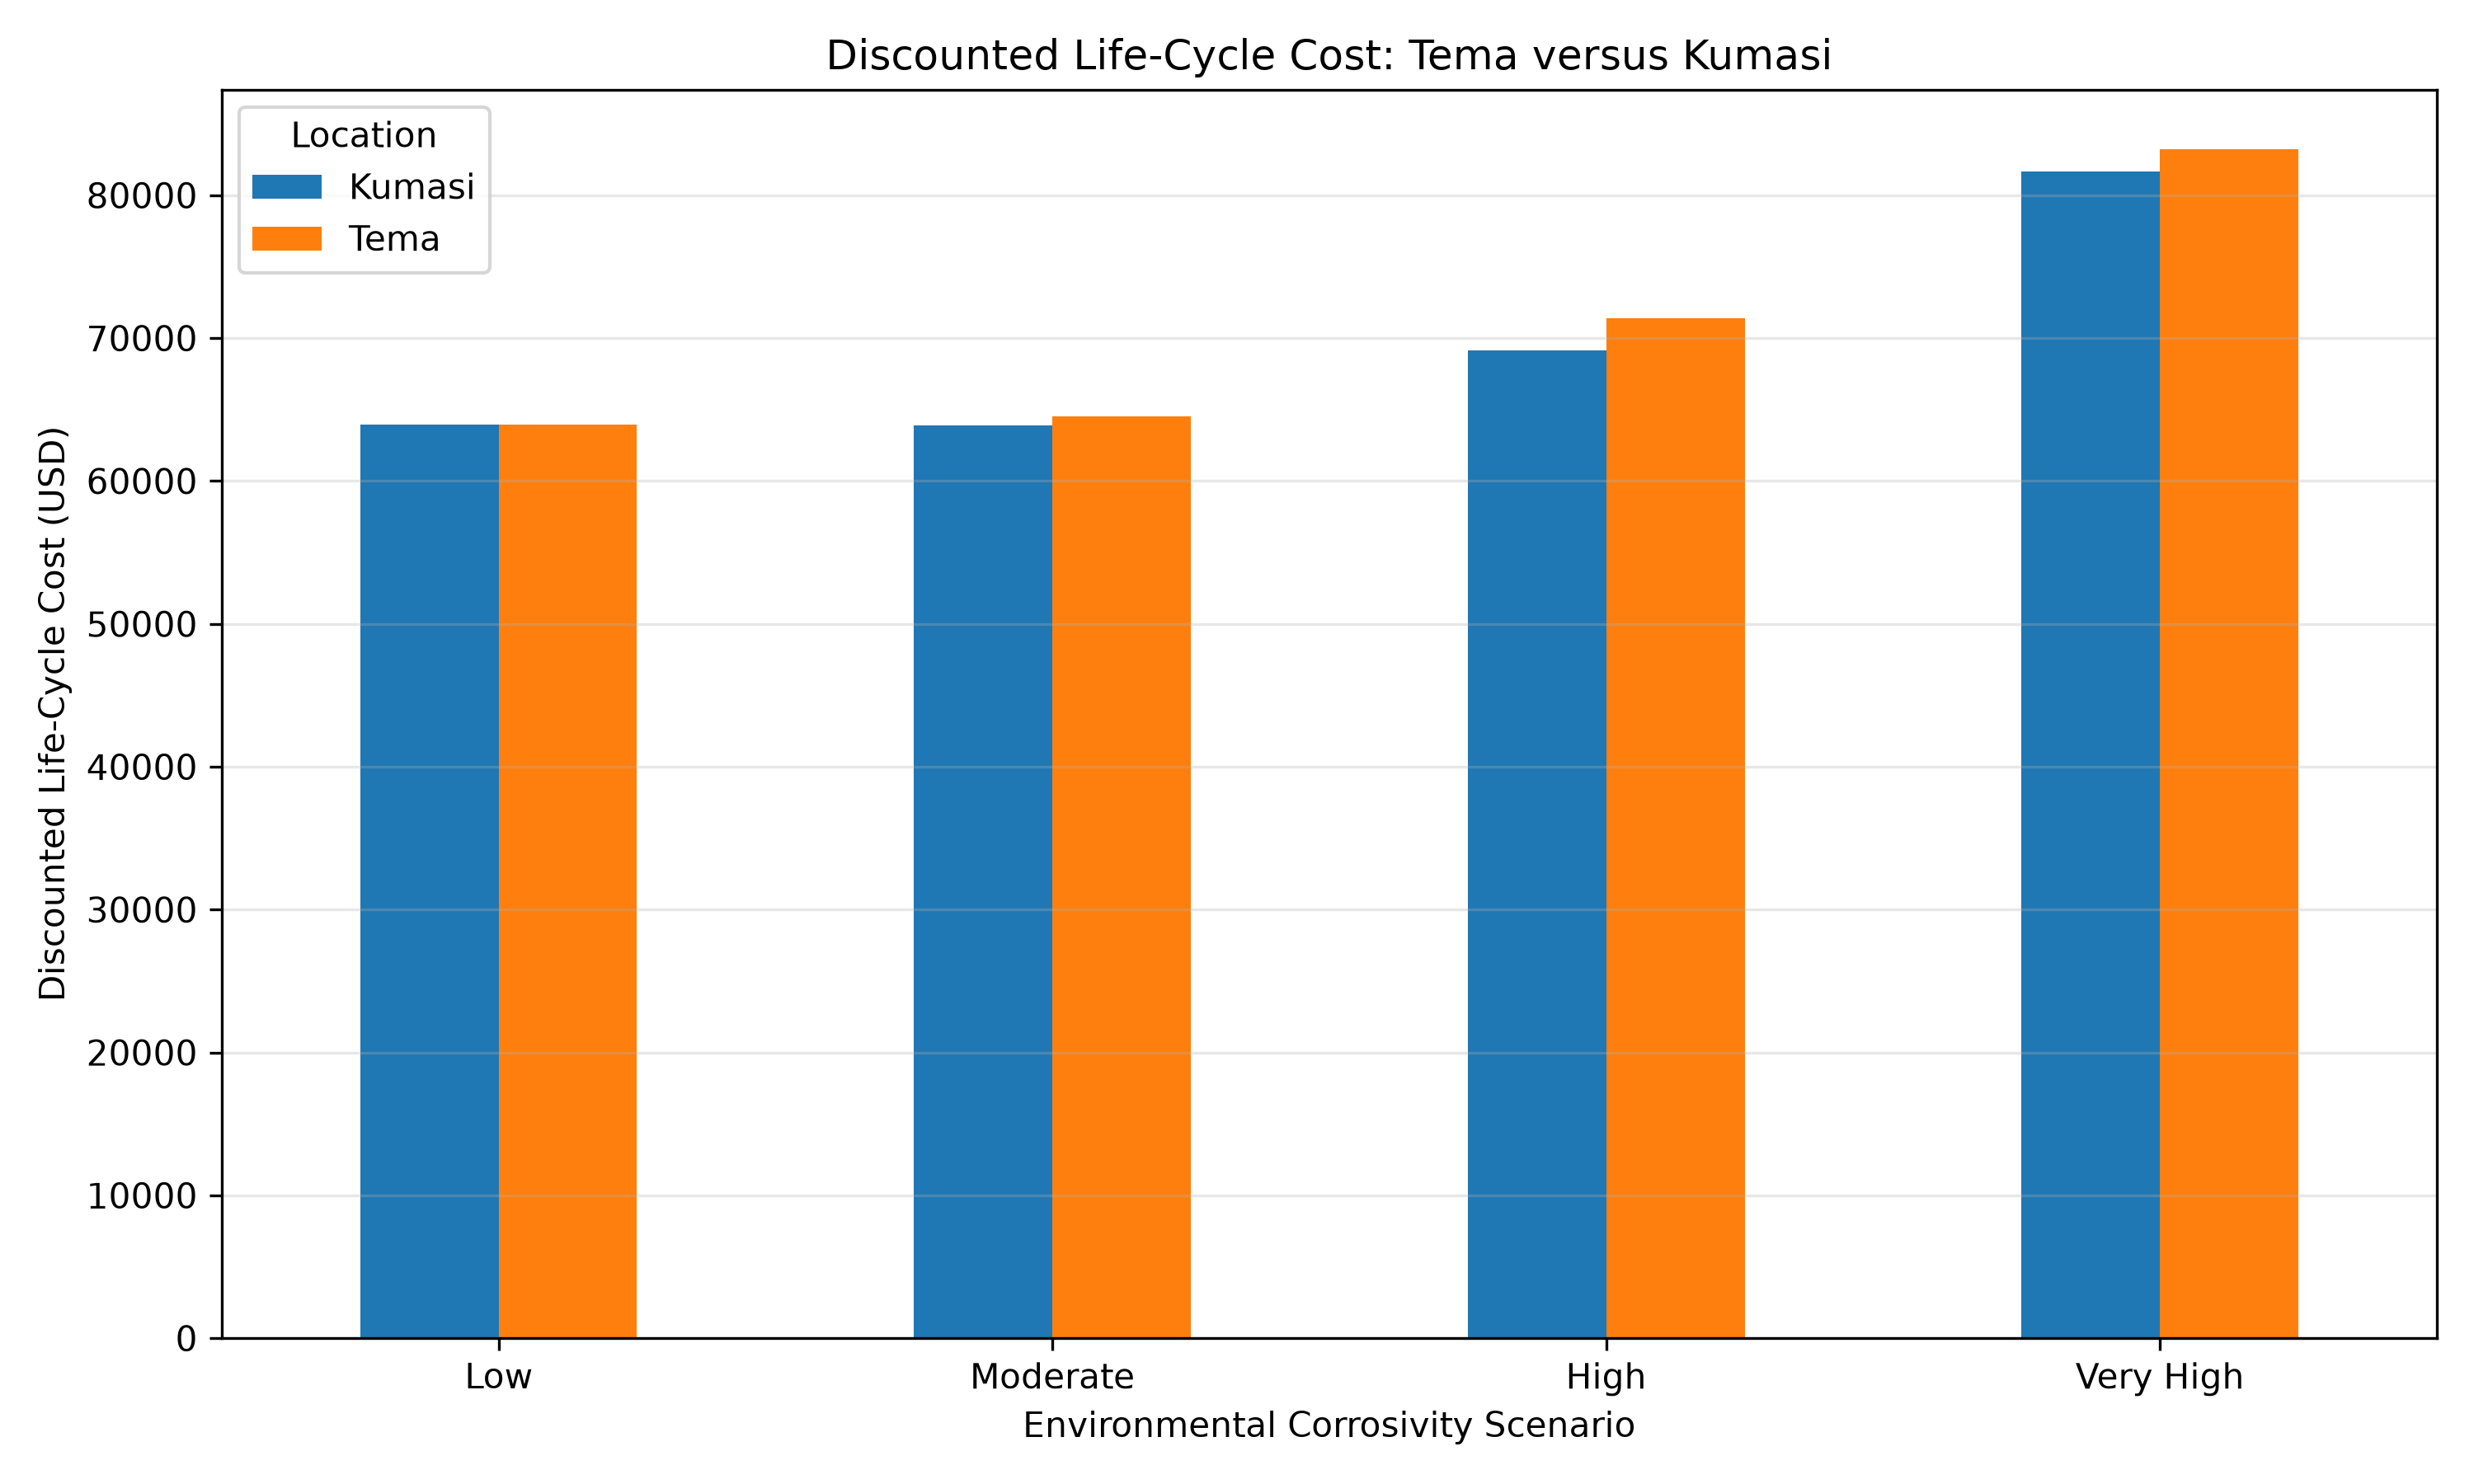 Discounted Life-Cycle Cost: Tema versus Kumasi
Location
Kumasi
Tema
Discounted Life-Cycle Cost (USD)
80000
70000
60000
50000
40000
30000
20000
10000
0
Low Moderate High Very High
Environmental Corrosivity Scenario